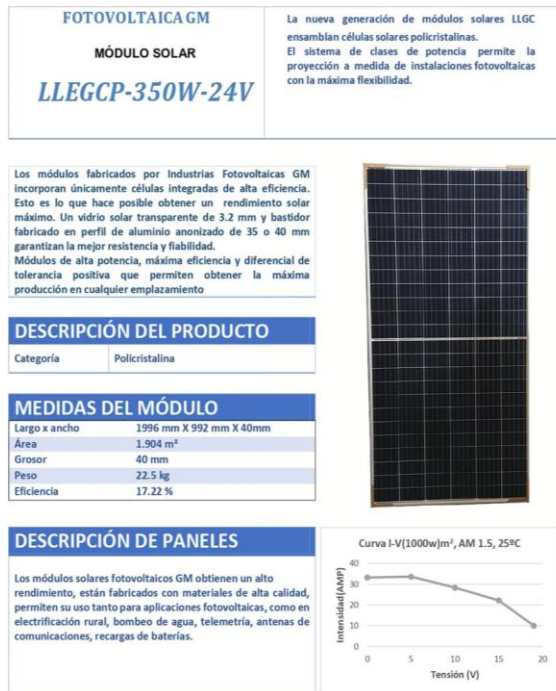 FOTOVOLTAICA GM
MÓDULO SOLAR
LLEGCP-350W-24V
La nueva generación de módulos solares LLGC
ensamblan células solares policristalinas.
El sistema de clases de potencia permite la
proyección a medida de instalaciones fotovoltaicas
con la máxima flexibilidad.
Los módulos fabricados por Industrias Fotovoltaicas GM
incorporan únicamente células integradas de alta eficiencia.
Esto es lo que hace posible obtener un rendimiento solar
máximo. Un vidrio solar transparente de 3.2 mm y bastidor
fabricado en perfil de aluminio anonizado de 35 o 40 mm
garantizan la mejor resistencia y fiabilidad.
Módulos de alta potencia, máxima eficiencia y diferencial de
tolerancia positiva que permiten obtener la máxima
producción en cualquier emplazamiento
DESCRIPCIÓN DEL PRODUCTO
Categoría Policristalina
MEDIDAS DEL MÓDULO
Largo x ancho 1996 mm X 992 mm X 40mm
Área 1.904 m²
Grosor 40 mm
Peso 22.5 kg
Eficiencia 17.22 %
DESCRIPCIÓN DE PANELES
Los módulos solares fotovoltaicos GM obtienen un alto
rendimiento, están fabricados con materiales de alta calidad,
permiten su uso tanto para aplicaciones fotovoltaicas, como en
electrificación rural, bombeo de agua, telemetría, antenas de
comunicaciones, recargas de baterías.
Curva I-V(1000w)m², AM 1.5, 25ºC
Intensidad(AMP)
40
30
20
10
0
0 5 10 15 20
Tensión (V)